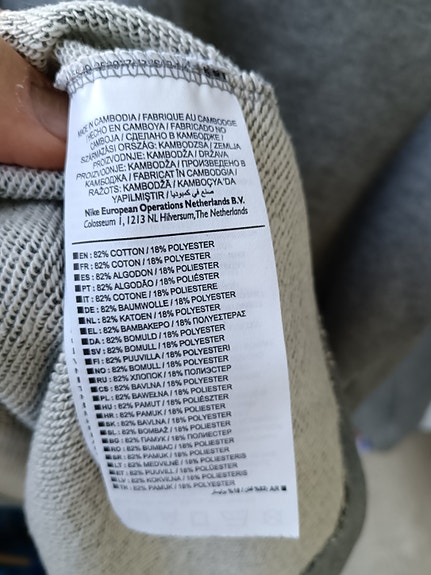 MADE IN CAMBODIA / FABRIQUE AU CAMBODGE
HECHO EN CAMBOYA / FABRICADO NO
CAMBOJA / СДЕЛАНО В КАМБОДЖЕ /
SZÁRMAZÁSI ORSZÁG: KAMBODZSA / ZEMLJA
PROIZVODNJE: KAMBODŽA / DRŽAVA
PROIZVODNJE: KAMBODŽA / ПРОИЗВЕДЕНО В
КАМБОДЖА / FABRICAT ÎN CAMBODGIA /
RAŽOTS: KAMBODŽĀ / KAMBOÇYA'DA
YAPILMIŞTIR / صنع في كمبوديا
Nike European Operations Netherlands B.V.
Colosseum 1, 1213 NL Hilversum, The Netherlands
EN : 82% COTTON / 18% POLYESTER
FR : 82% COTON / 18% POLYESTER
ES : 82% ALGODON / 18% POLIESTER
PT : 82% ALGODÃO / 18% POLIÉSTER
IT : 82% COTONE / 18% POLIESTERE
DE : 82% BAUMWOLLE / 18% POLYESTER
NL : 82% KATOEN / 18% POLYESTER
EL : 82% ΒΑΜΒΑΚΕΡΟ / 18% ΠΟΛΥΕΣΤΕΡΑΣ
DA : 82% BOMULD / 18% POLYESTER
SV : 82% BOMULL / 18% POLYESTER
FI : 82% PUUVILLA / 18% POLYESTERI
NO : 82% BOMULL / 18% POLYESTER
RU : 82% ХЛОПОК / 18% ПОЛИЭСТЕР
CS : 82% BAVLNA / 18% POLYESTER
PL : 82% BAWEŁNA / 18% POLIESTER
HU : 82% PAMUT / 18% POLIÉSZTER
HR : 82% PAMUK / 18% POLIESTER
SK : 82% BAVLNA / 18% POLYESTER
SL : 82% BOMBAŽ / 18% POLIESTER
BG : 82% ПАМУК / 18% ПОЛИЕСТЕР
RO : 82% BUMBAC / 18% POLIESTER
SR : 82% PAMUK / 18% POLIESTER
LT : 82% MEDVILNĖ / 18% POLIESTERIS
ET : 82% PUUVILL / 18% POLÜESTER
LV : 82% KOKVILNA / 18% POLIESTERIS
TR : 82% PAMUK / 18% POLYESTER